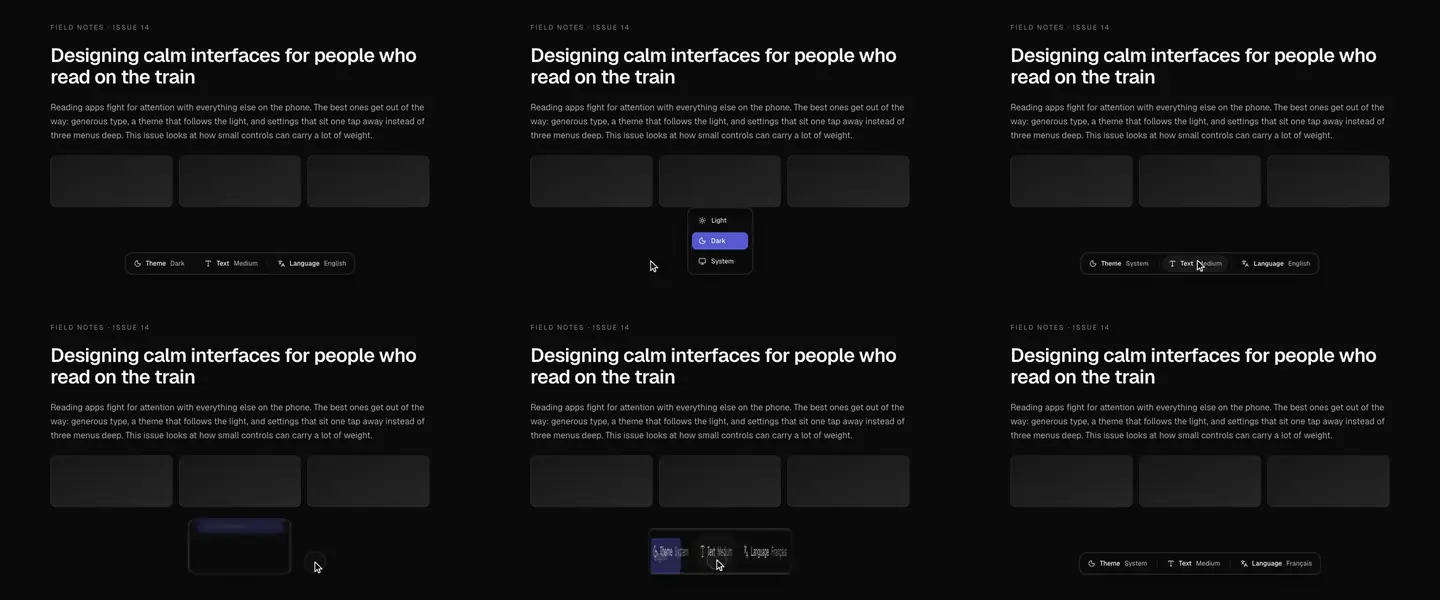 FIELD NOTES · ISSUE 14
Designing calm interfaces for people who
read on the train
Reading apps fight for attention with everything else on the phone. The best ones get out of the
way: generous type, a theme that follows the light, and settings that sit one tap away instead of
three menus deep. This issue looks at how small controls can carry a lot of weight.
Theme Dark Text Medium Language English
FIELD NOTES · ISSUE 14
Designing calm interfaces for people who
read on the train
Reading apps fight for attention with everything else on the phone. The best ones get out of the
way: generous type, a theme that follows the light, and settings that sit one tap away instead of
three menus deep. This issue looks at how small controls can carry a lot of weight.
Light
Dark
System
FIELD NOTES · ISSUE 14
Designing calm interfaces for people who
read on the train
Reading apps fight for attention with everything else on the phone. The best ones get out of the
way: generous type, a theme that follows the light, and settings that sit one tap away instead of
three menus deep. This issue looks at how small controls can carry a lot of weight.
Theme System Text Medium Language English
FIELD NOTES · ISSUE 14
Designing calm interfaces for people who
read on the train
Reading apps fight for attention with everything else on the phone. The best ones get out of the
way: generous type, a theme that follows the light, and settings that sit one tap away instead of
three menus deep. This issue looks at how small controls can carry a lot of weight.
FIELD NOTES · ISSUE 14
Designing calm interfaces for people who
read on the train
Reading apps fight for attention with everything else on the phone. The best ones get out of the
way: generous type, a theme that follows the light, and settings that sit one tap away instead of
three menus deep. This issue looks at how small controls can carry a lot of weight.
Theme System Text Medium Language Français
FIELD NOTES · ISSUE 14
Designing calm interfaces for people who
read on the train
Reading apps fight for attention with everything else on the phone. The best ones get out of the
way: generous type, a theme that follows the light, and settings that sit one tap away instead of
three menus deep. This issue looks at how small controls can carry a lot of weight.
Theme System Text Medium Language Français